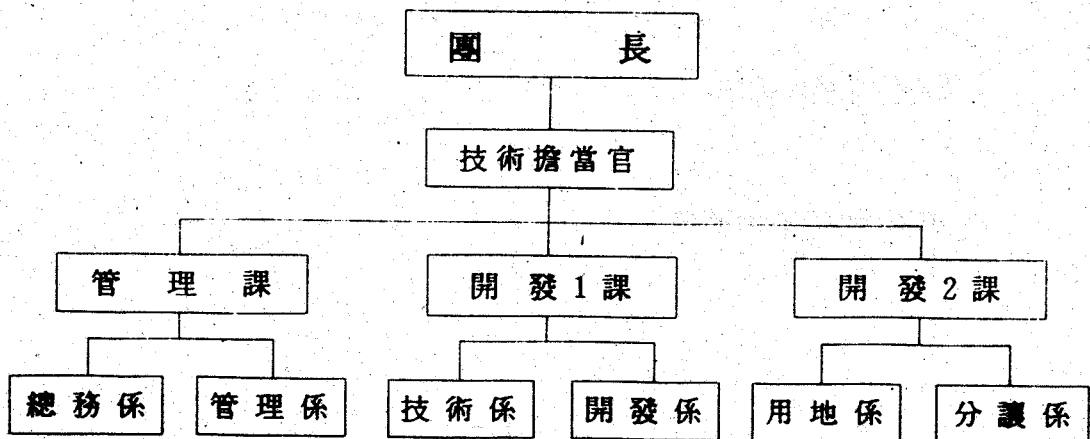 團長
技術擔當官
管理課
開發1課
開發2課
總務係
管理係
技術係
開發係
用地係
分讓係